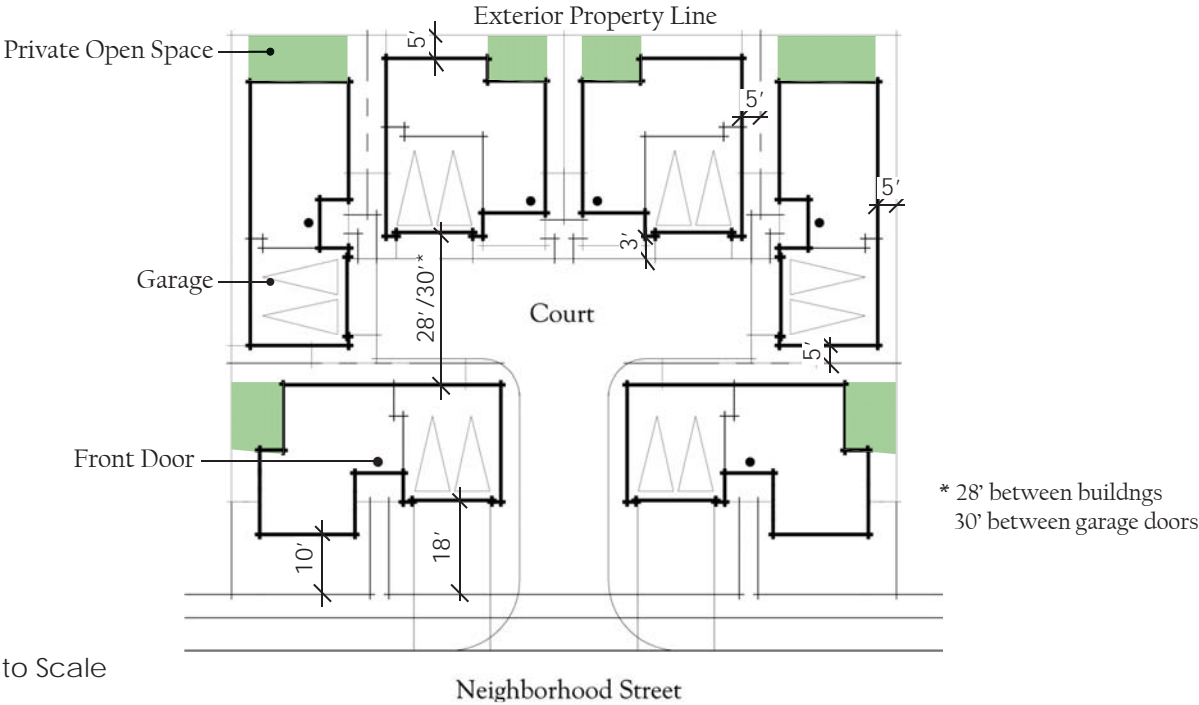 Exterior Property Line
Private Open Space
5'
5'
5'
3'
Garage
28'/30'*
Court
5'
Front Door
* 28' between buildngs
30' between garage doors
10'
18'
to Scale
Neighborhood Street